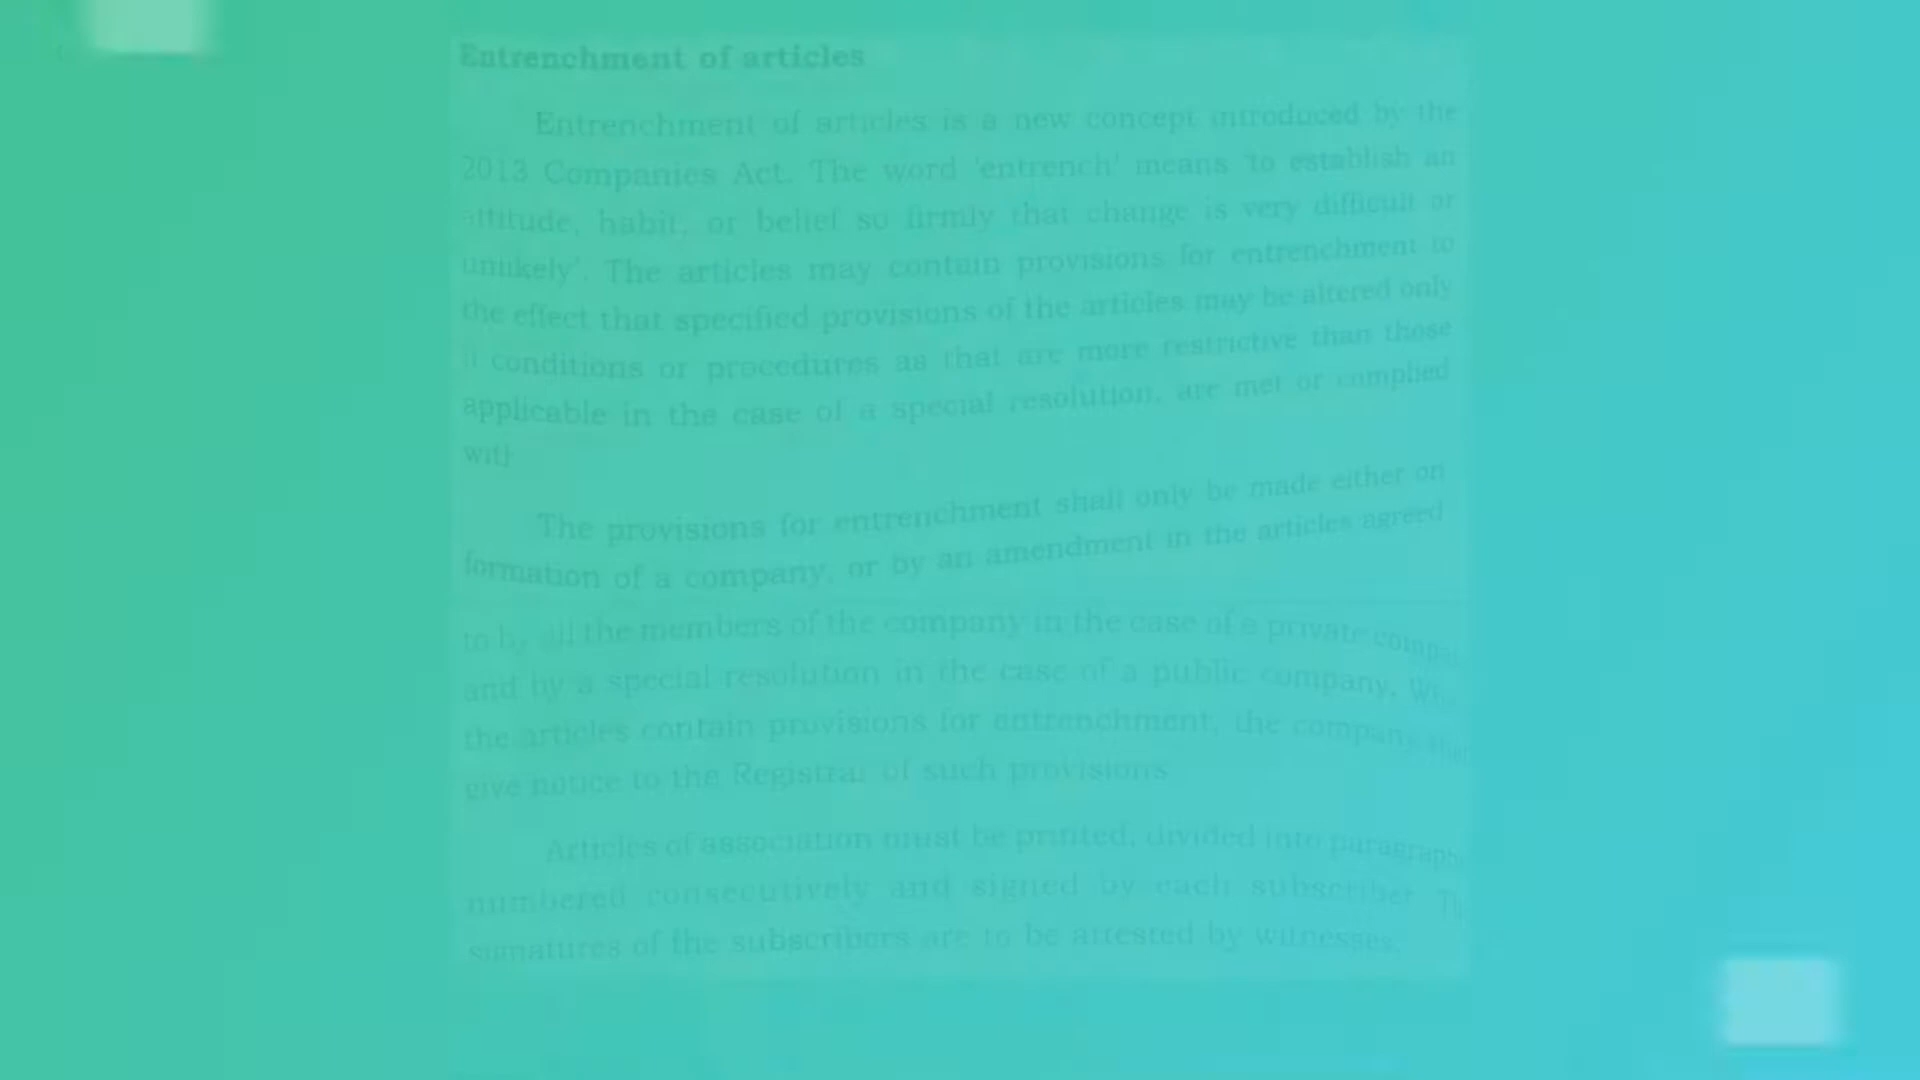 Entrenchment of articles
Entrenchment of articles is a new concept introduced by the
2013 Companies Act. The word 'entrench' means 'to establish an
attitude, habit, or belief so firmly that change is very difficult or
unlikely'. The articles may contain provisions for entrenchment to
the effect that specified provisions of the articles may be altered only
if conditions or procedures as that are more restrictive than those
applicable in the case of a special resolution, are met or complied
with
The provisions for entrenchment shall only be made either on
formation of a company, or by an amendment in the articles agreed
to by all the members of the company in the case of a private
and by a special resolution in the case of a public company.
the articles contain provisions for entrenchment, the company
give notice to the Registrar of such provisions
Articles of association must be printed, divided into
numbered consecutively and signed by each subscriber
signatures of the subscribers are to be attested by witnesses.